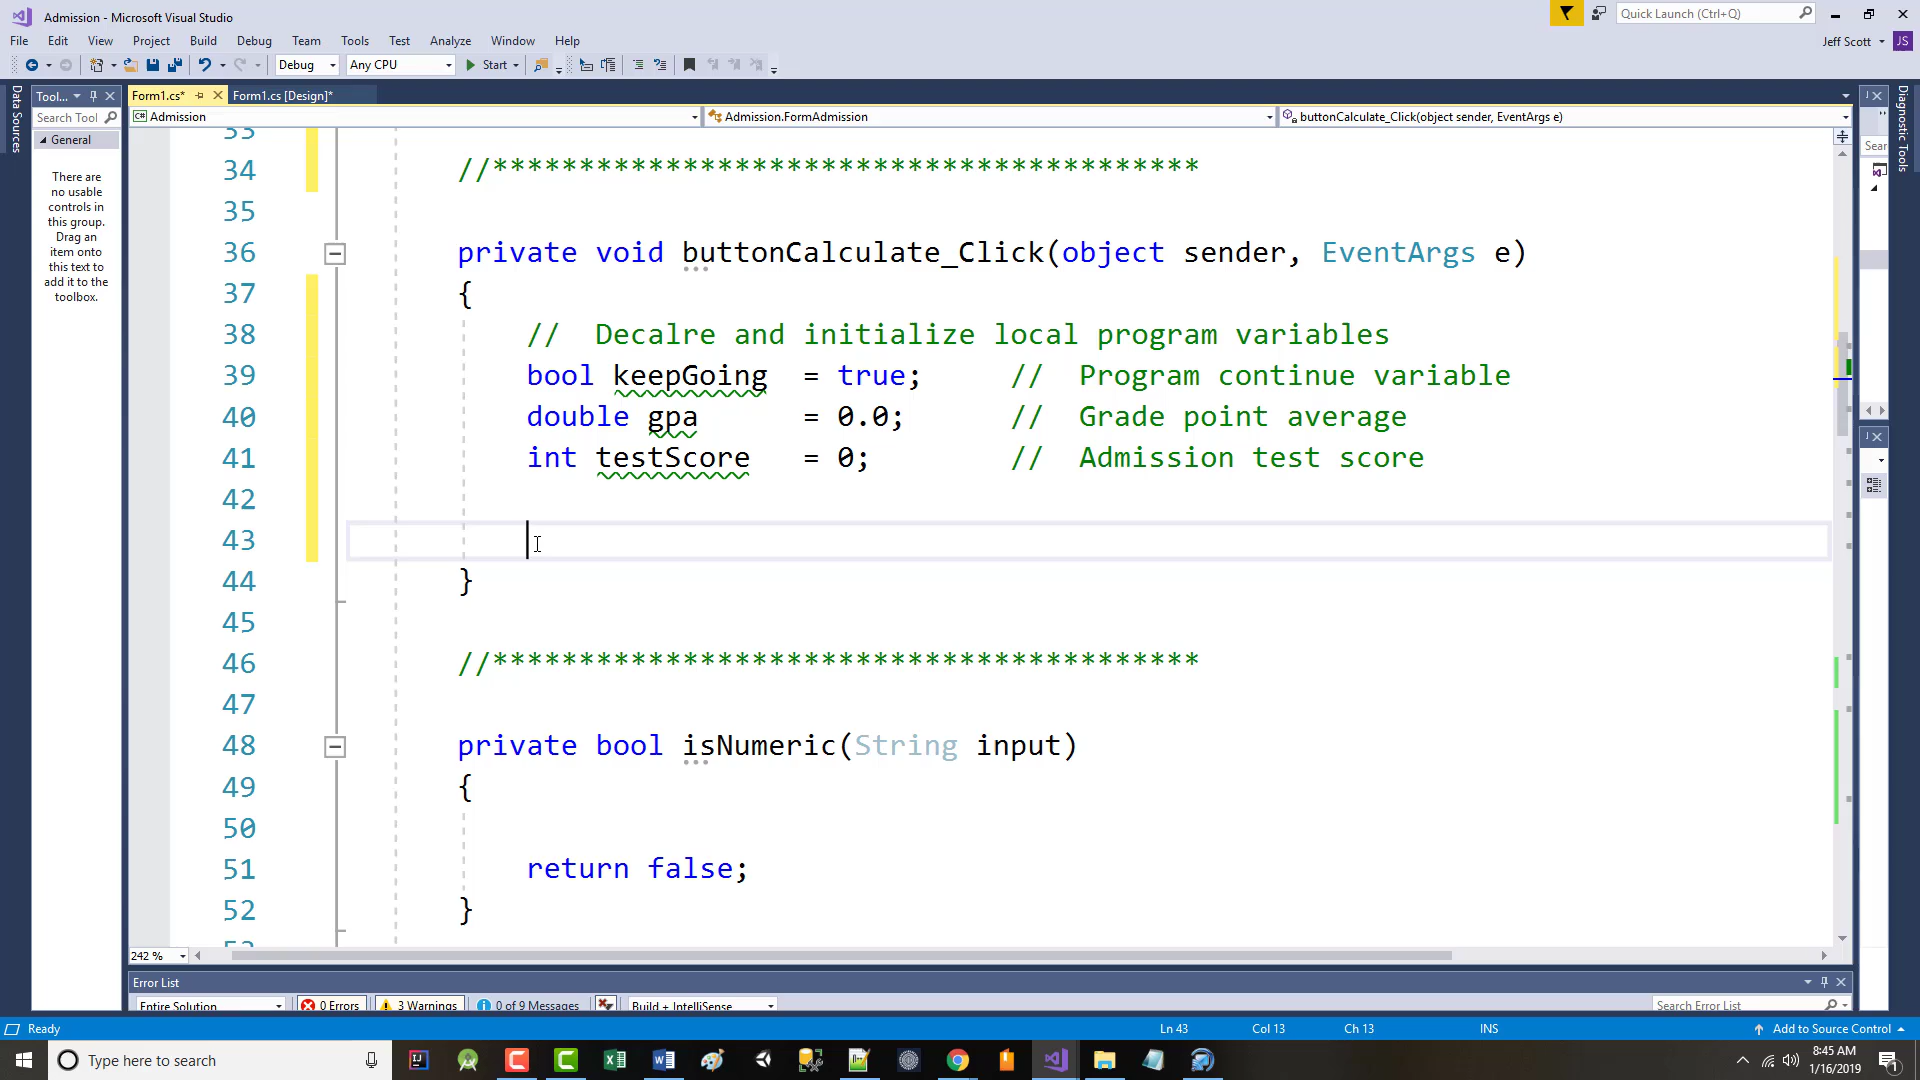 Admission - Microsoft Visual Studio
Quick Launch (Ctrl+Q)
File Edit View Project Build Debug Team Tools Test Analyze Window Help
Jeff Scott JS
Debug Any CPU Start
Data Sources
Tool...
Form1.cs* Form1.cs [Design]*
Search Tool
Admission Admission.FormAdmission buttonCalculate_Click(object sender, EventArgs e)
General
There are
no usable
controls in
this group.
Drag an
item onto
this text to
add it to the
toolbox.
Sear
Diagnostic Tools
33
34 //*****************************************
35
36 private void buttonCalculate_Click(object sender, EventArgs e)
37 {
38 // Decalre and initialize local program variables
39 bool keepGoing = true; // Program continue variable
40 double gpa = 0.0; // Grade point average
41 int testScore = 0; // Admission test score
42
43
44 }
45
46 //*****************************************
47
48 private bool isNumeric(String input)
49 {
50
51 return false;
52 }
242 %
Error List
Entire Solution 0 Errors 3 Warnings 0 of 9 Messages Build + IntelliSense Search Error List
Ready Ln 43 Col 13 Ch 13 INS Add to Source Control
Type here to search
8:45 AM
1/16/2019